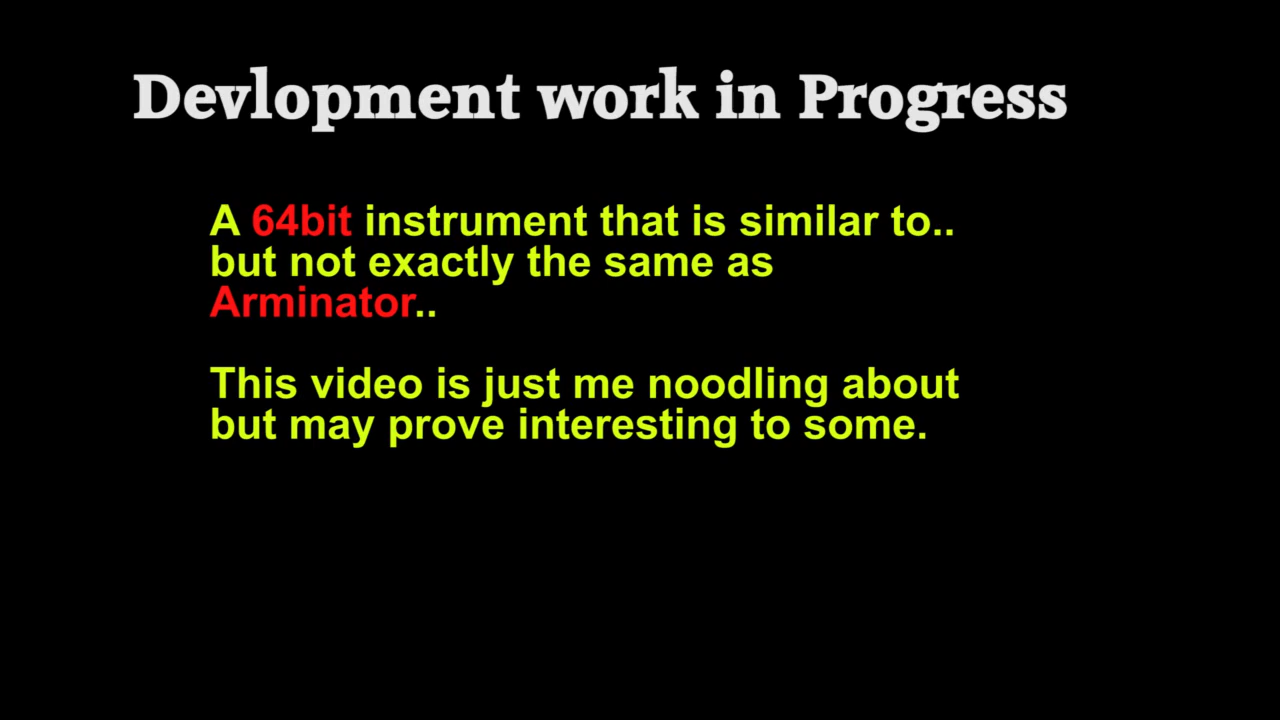 Devlopment work in Progress
A 64bit instrument that is similar to..
but not exactly the same as
Arminator..
This video is just me noodling about
but may prove interesting to some.